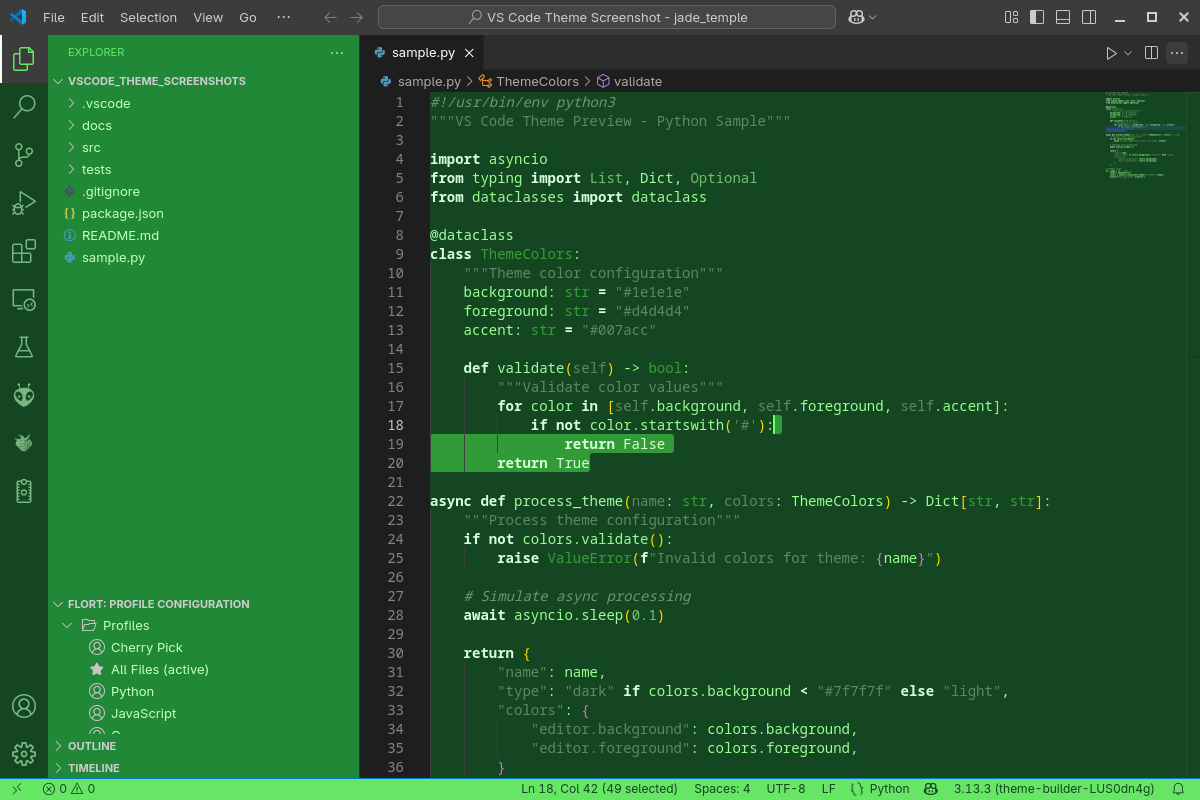 File Edit Selection View Go ···
VS Code Theme Screenshot - jade_temple
EXPLORER
VSCODE_THEME_SCREENSHOTS
.vscode
docs
src
tests
.gitignore
package.json
README.md
sample.py
FLORT: PROFILE CONFIGURATION
Profiles
Cherry Pick
All Files (active)
Python
JavaScript
OUTLINE
TIMELINE
sample.py
sample.py > ThemeColors > validate
1 #!/usr/bin/env python3
2 """VS Code Theme Preview - Python Sample"""
3
4 import asyncio
5 from typing import List, Dict, Optional
6 from dataclasses import dataclass
7
8 @dataclass
9 class ThemeColors:
10 """Theme color configuration"""
11 background: str = "#1e1e1e"
12 foreground: str = "#d4d4d4"
13 accent: str = "#007acc"
14
15 def validate(self) -> bool:
16 """Validate color values"""
17 for color in [self.background, self.foreground, self.accent]:
18 if not color.startswith('#'):
19 return False
20 return True
21
22 async def process_theme(name: str, colors: ThemeColors) -> Dict[str, str]:
23 """Process theme configuration"""
24 if not colors.validate():
25 raise ValueError(f"Invalid colors for theme: {name}")
26
27 # Simulate async processing
28 await asyncio.sleep(0.1)
29
30 return {
31 "name": name,
32 "type": "dark" if colors.background < "#7f7f7f" else "light",
33 "colors": {
34 "editor.background": colors.background,
35 "editor.foreground": colors.foreground,
36 }
0 0 Ln 18, Col 42 (49 selected) Spaces: 4 UTF-8 LF {} Python 3.13.3 (theme-builder-LUS0dn4g)